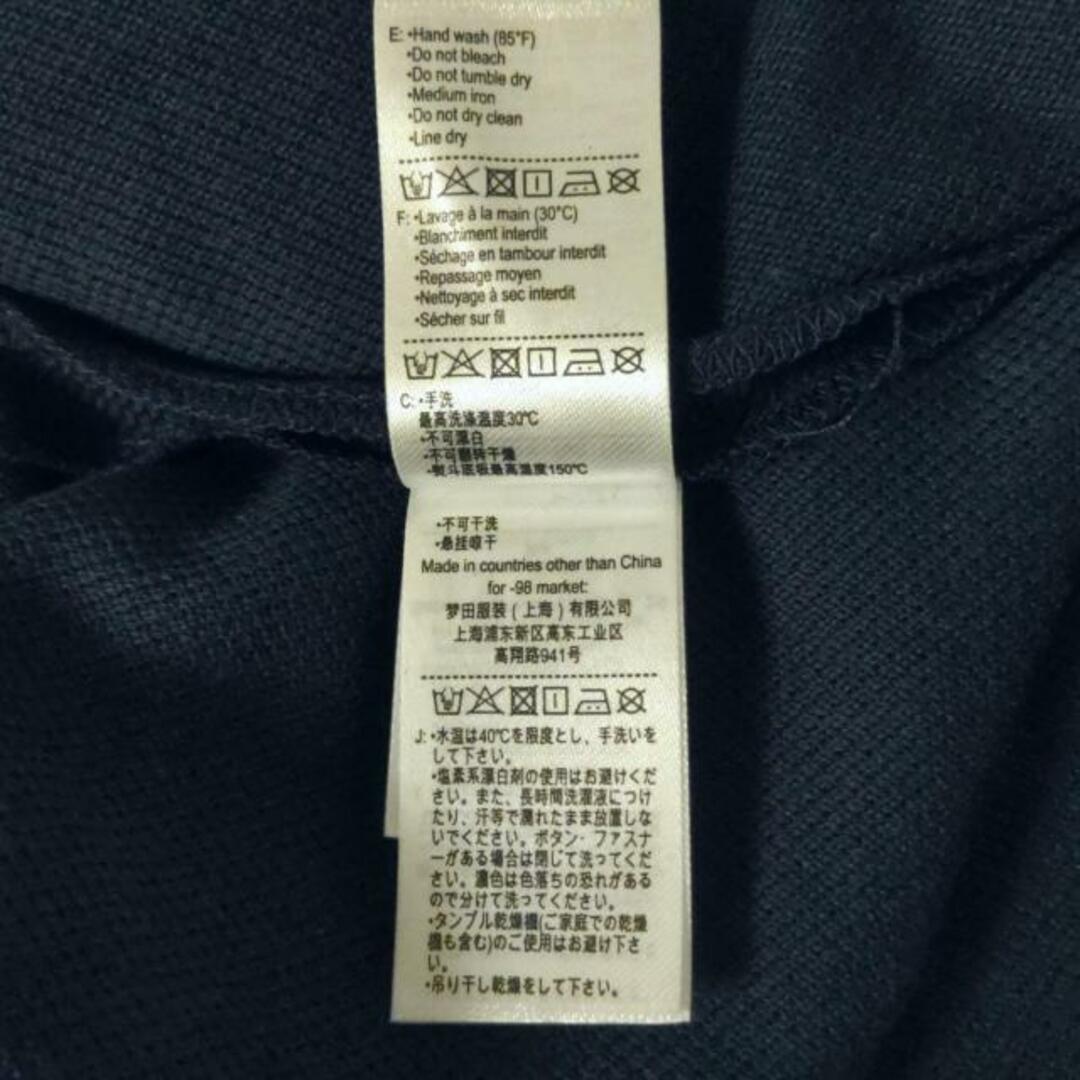 E: •Hand wash (85°F)
•Do not bleach
•Do not tumble dry
•Medium iron
•Do not dry clean
•Line dry
F: •Lavage à la main (30°C)
•Blanchiment interdit
•Séchage en tambour interdit
•Repassage moyen
•Nettoyage à sec interdit
•Sécher sur fil
C: •手洗
最高洗涤温度30℃
•不可漂白
•不可翻转干燥
•熨斗底板最高温度150℃
•不可干洗
•悬挂晾干
Made in countries other than China
for -98 market:
梦田服装(上海)有限公司
上海浦东新区高东工业区
高翔路941号
J: •水温は40℃を限度とし、手洗いを
して下さい。
•塩素系漂白剤の使用はお避けくだ
さい。また、長時間洗濯液につけ
たり、汗等で濡れたまま放置しな
いでください。ボタン・ファスナ
ーがある場合は閉じて洗ってくだ
さい。濃色は色落ちの恐れがある
ので分けて洗ってください。
•タンブル乾燥機(ご家庭での乾燥
機も含む)のご使用はお避け下さ
い。
•吊り干し乾燥をして下さい。